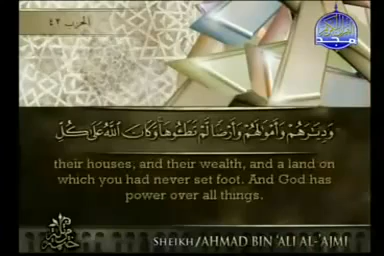 الحزب ٤٢
وَدِيَـٰرَهُمْ وَأَمْوَٰلَهُمْ وَأَرْضًا لَّمْ تَطَـُٔوهَا ۚ وَكَانَ ٱللَّهُ عَلَىٰ كُلِّ
their houses, and their wealth, and a land on
which you had never set foot. And God has
power over all things.
SHEIKH/AHMAD BIN 'ALI AL-'AJMI